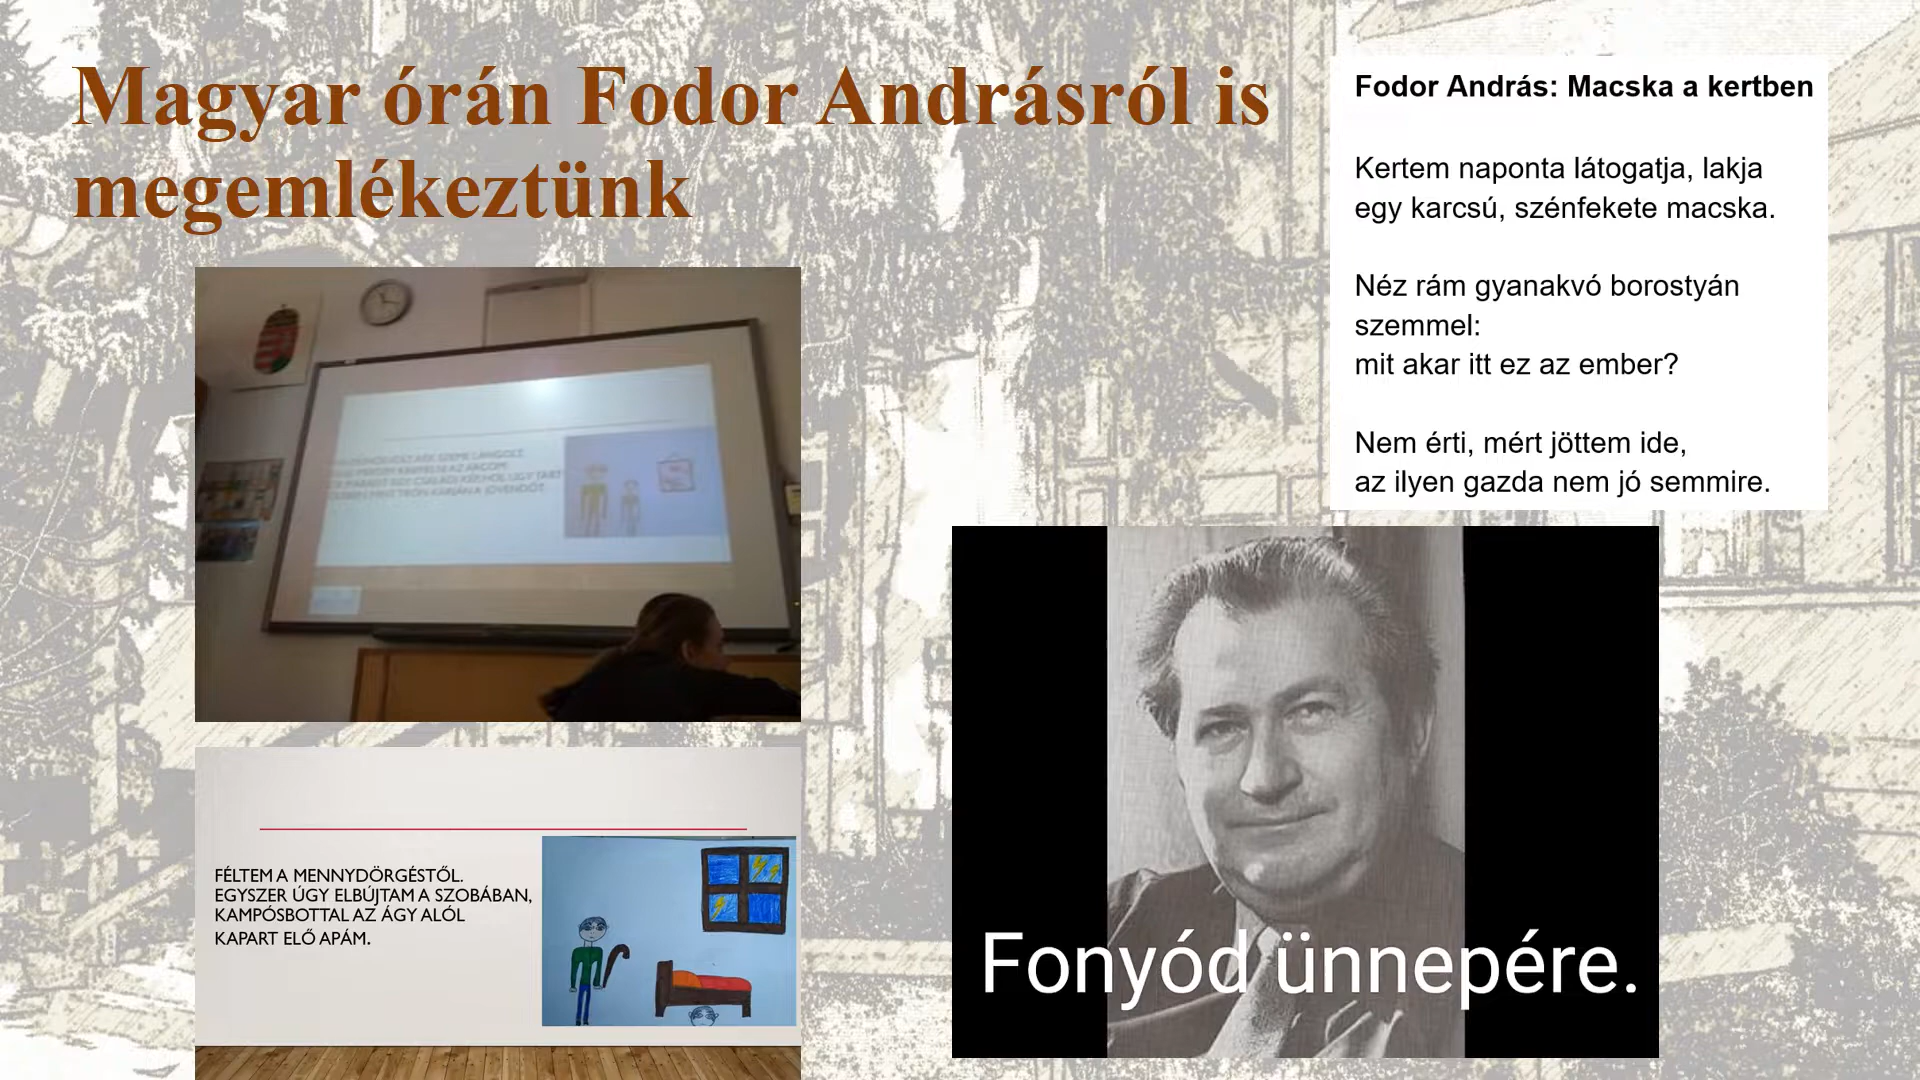 Magyar órán Fodor Andrásról is
megemlékeztünk
Fodor András: Macska a kertben
Kertem naponta látogatja, lakja
egy karcsú, szénfekete macska.
Néz rám gyanakvó borostyán
szemmel:
mit akar itt ez az ember?
Nem érti, mért jöttem ide,
az ilyen gazda nem jó semmire.
FÉLTEM A MENNYDÖRGÉSTŐL.
EGYSZER ÚGY ELBÚJTAM A SZOBÁBAN,
KAMPÓSBOTTAL AZ ÁGY ALÓL
KAPART ELŐ APÁM.
Fonyód ünnepére.